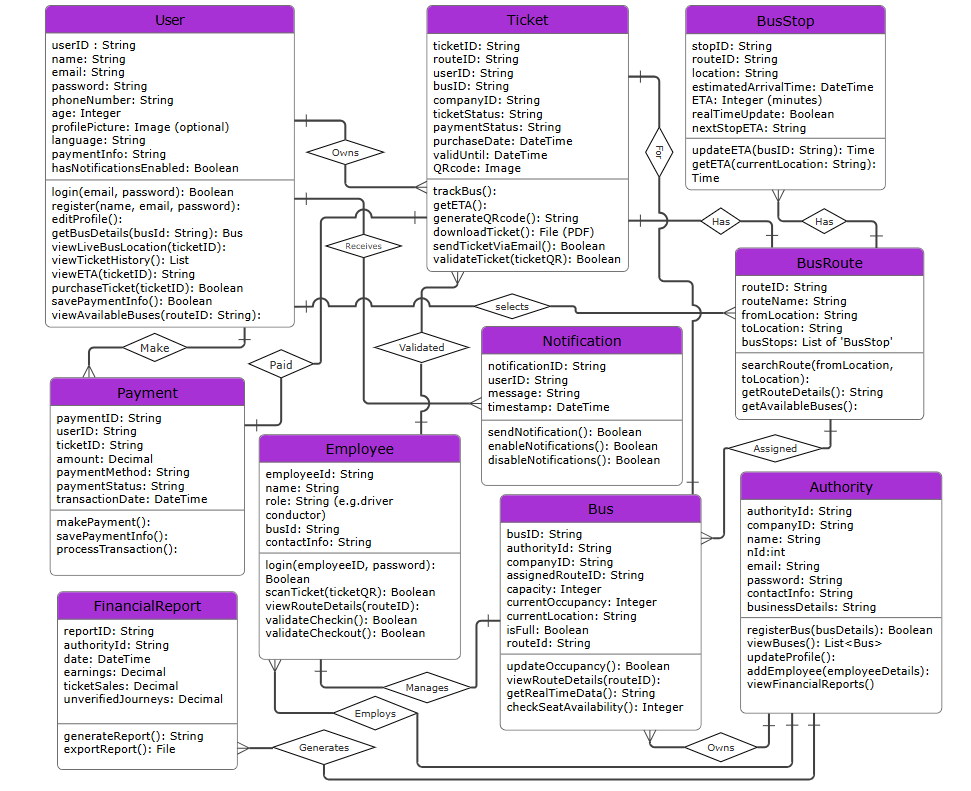 User
userID : String
name: String
email: String
password: String
phoneNumber: String
age: Integer
profilePicture: Image (optional)
language: String
paymentInfo: String
hasNotificationsEnabled: Boolean
login(email, password): Boolean
register(name, email, password):
editProfile():
getBusDetails(busId: String): Bus
viewLiveBusLocation(ticketID):
viewTicketHistory(): List
viewETA(ticketID): String
purchaseTicket(ticketID): Boolean
savePaymentInfo(): Boolean
viewAvailableBuses(routeID: String):
Owns
Receives
selects
Make
Paid
Ticket
ticketID: String
routeID: String
userID: String
busID: String
companyID: String
ticketStatus: String
paymentStatus: String
purchaseDate: DateTime
validUntil: DateTime
QRcode: Image
trackBus():
getETA():
generateQRcode(): String
downloadTicket(): File (PDF)
sendTicketViaEmail(): Boolean
validateTicket(ticketQR): Boolean
For
Has
Has
Validated
BusStop
stopID: String
routeID: String
location: String
estimatedArrivalTime: DateTime
ETA: Integer (minutes)
realTimeUpdate: Boolean
nextStopETA: String
updateETA(busID: String): Time
getETA(currentLocation: String):
Time
BusRoute
routeID: String
routeName: String
fromLocation: String
toLocation: String
busStops: List of 'BusStop'
searchRoute(fromLocation,
toLocation):
getRouteDetails(): String
getAvailableBuses():
Assigned
Notification
notificationID: String
userID: String
message: String
timestamp: DateTime
sendNotification(): Boolean
enableNotifications(): Boolean
disableNotifications(): Boolean
Payment
paymentID: String
userID: String
ticketID: String
amount: Decimal
paymentMethod: String
paymentStatus: String
transactionDate: DateTime
makePayment():
savePaymentInfo():
processTransaction():
Employee
employeeId: String
name: String
role: String (e.g.driver
conductor)
busId: String
contactInfo: String
login(employeeID, password):
Boolean
scanTicket(ticketQR): Boolean
viewRouteDetails(routeID):
validateCheckin(): Boolean
validateCheckout(): Boolean
Bus
busID: String
authorityId: String
companyID: String
assignedRouteID: String
capacity: Integer
currentOccupancy: Integer
currentLocation: String
isFull: Boolean
routeId: String
updateOccupancy(): Boolean
viewRouteDetails(routeID):
getRealTimeData(): String
checkSeatAvailability(): Integer
Authority
authorityId: String
companyID: String
name: String
nId:int
email: String
password: String
contactInfo: String
businessDetails: String
registerBus(busDetails): Boolean
viewBuses(): List<Bus>
updateProfile():
addEmployee(employeeDetails):
viewFinancialReports()
FinancialReport
reportID: String
authorityId: String
date: DateTime
earnings: Decimal
ticketSales: Decimal
unverifiedJourneys: Decimal
generateReport(): String
exportReport(): File
Manages
Employs
Generates
Owns